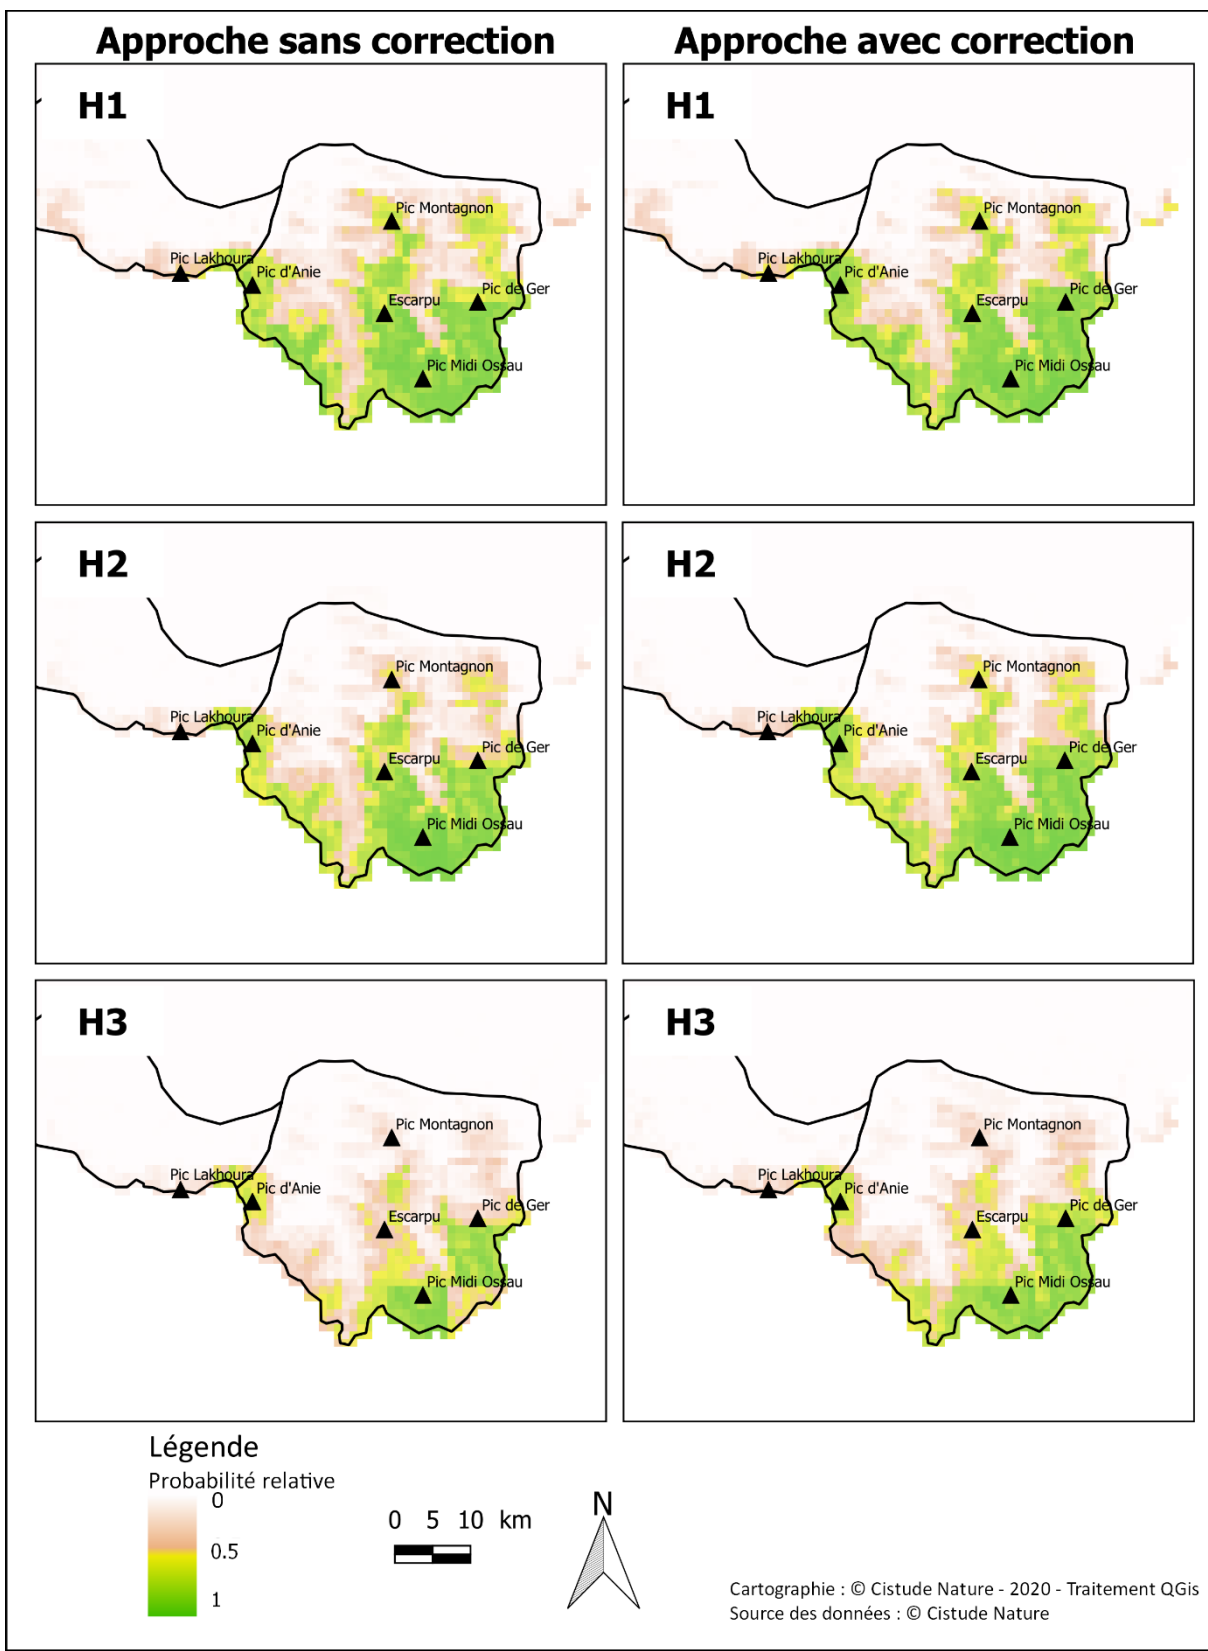 Approche sans correction
Approche avec correction
H1
Pic Montagnon
Pic Lakhoura
Pic d'Anie
Escarpu
Pic de Ger
Pic Midi Ossau
H1
Pic Montagnon
Pic Lakhoura
Pic d'Anie
Escarpu
Pic de Ger
Pic Midi Ossau
H2
Pic Montagnon
Pic Lakhoura
Pic d'Anie
Escarpu
Pic de Ger
Pic Midi Ossau
H2
Pic Montagnon
Pic Lakhoura
Pic d'Anie
Escarpu
Pic de Ger
Pic Midi Ossau
H3
Pic Montagnon
Pic Lakhoura
Pic d'Anie
Escarpu
Pic de Ger
Pic Midi Ossau
H3
Pic Montagnon
Pic Lakhoura
Pic d'Anie
Escarpu
Pic de Ger
Pic Midi Ossau
Légende
Probabilité relative
0
0.5
1
0 5 10 km
N
Cartographie : © Cistude Nature - 2020 - Traitement QGis
Source des données : © Cistude Nature